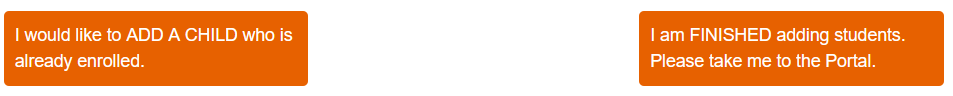 I would like to ADD A CHILD who is
already enrolled.
I am FINISHED adding students.
Please take me to the Portal.